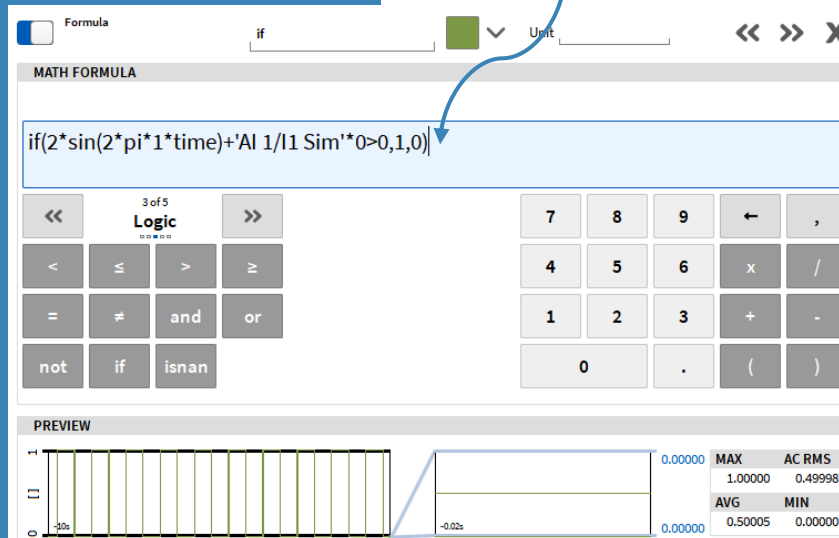 Formula
if
Unit
MATH FORMULA
if(2*sin(2*pi*1*time)+'AI 1/I1 Sim'*0>0,1,0)
3 of 5
Logic
7 8 9 ← ,
< ≤ > ≥
4 5 6 x /
= ≠ and or
1 2 3 + -
not if isnan
0 . ( )
PREVIEW
1
[]
0
-10s
-0.02s
0.00000
0.00000
MAX AC RMS
1.00000 0.49998
AVG MIN
0.50005 0.00000